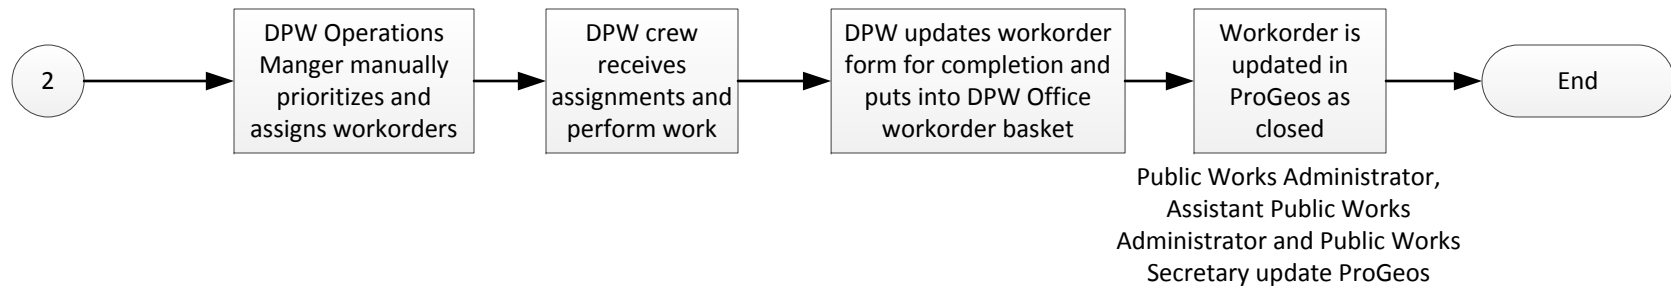 2
DPW Operations
Manger manually
prioritizes and
assigns workorders
DPW crew
receives
assignments and
perform work
DPW updates workorder
form for completion and
puts into DPW Office
workorder basket
Workorder is
updated in
ProGeos as
closed
End
Public Works Administrator,
Assistant Public Works
Administrator and Public Works
Secretary update ProGeos